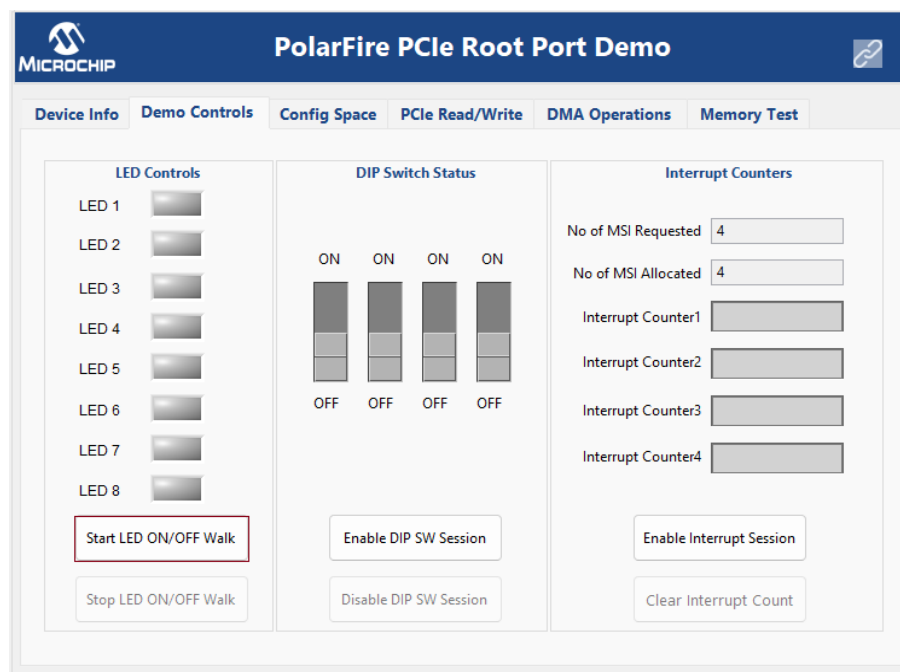 MICROCHIP
PolarFire PCIe Root Port Demo
Device Info Demo Controls Config Space PCIe Read/Write DMA Operations Memory Test
LED Controls
LED 1
LED 2
LED 3
LED 4
LED 5
LED 6
LED 7
LED 8
Start LED ON/OFF Walk
Stop LED ON/OFF Walk
DIP Switch Status
ON ON ON ON
OFF OFF OFF OFF
Enable DIP SW Session
Disable DIP SW Session
Interrupt Counters
No of MSI Requested 4
No of MSI Allocated 4
Interrupt Counter1
Interrupt Counter2
Interrupt Counter3
Interrupt Counter4
Enable Interrupt Session
Clear Interrupt Count